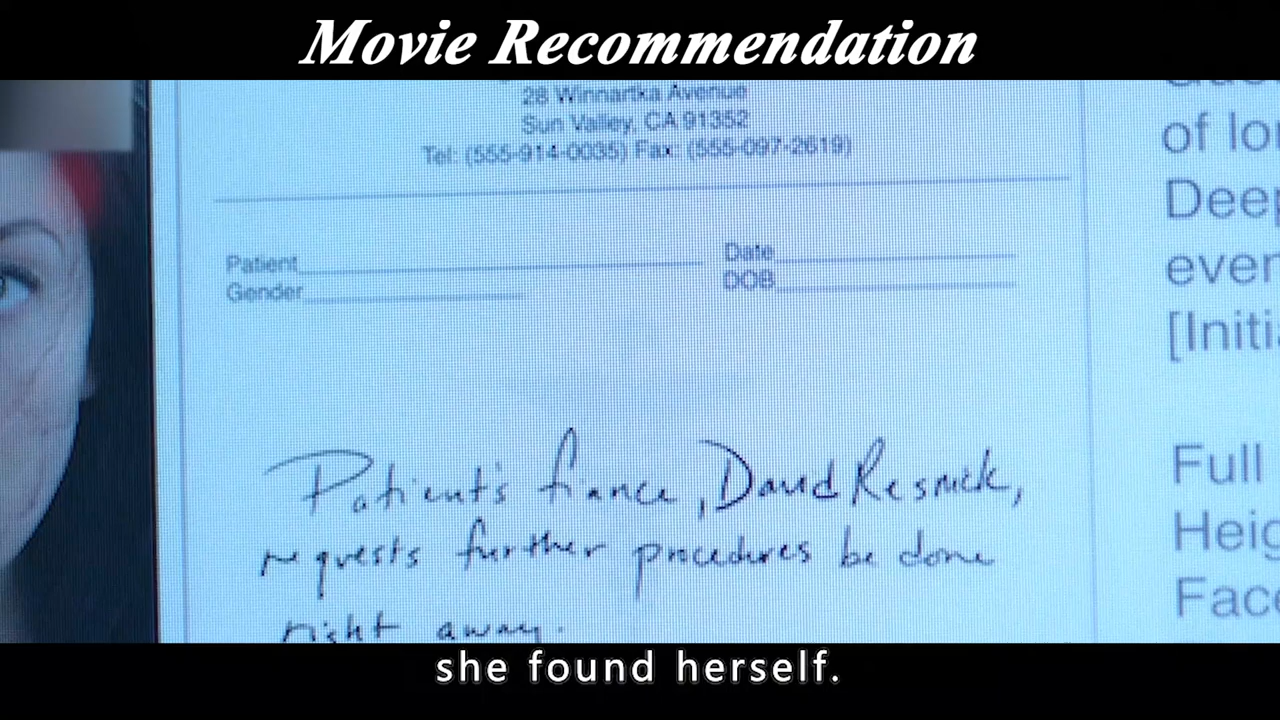 Movie Recommendation
28 Winnartka Avenue
Sun Valley, CA 91352
Tel: (555-914-0035) Fax: (555-097-2619)
Patient
Date
Gender
DOB
of lo
Deep
ever
[Initi
Full
Heig
Face
Patient's fiance, David Resnick,
requests further procedures be done
right away.
she found herself.